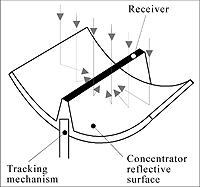 Receiver
Tracking
mechanism
Concentrator
reflective
surface